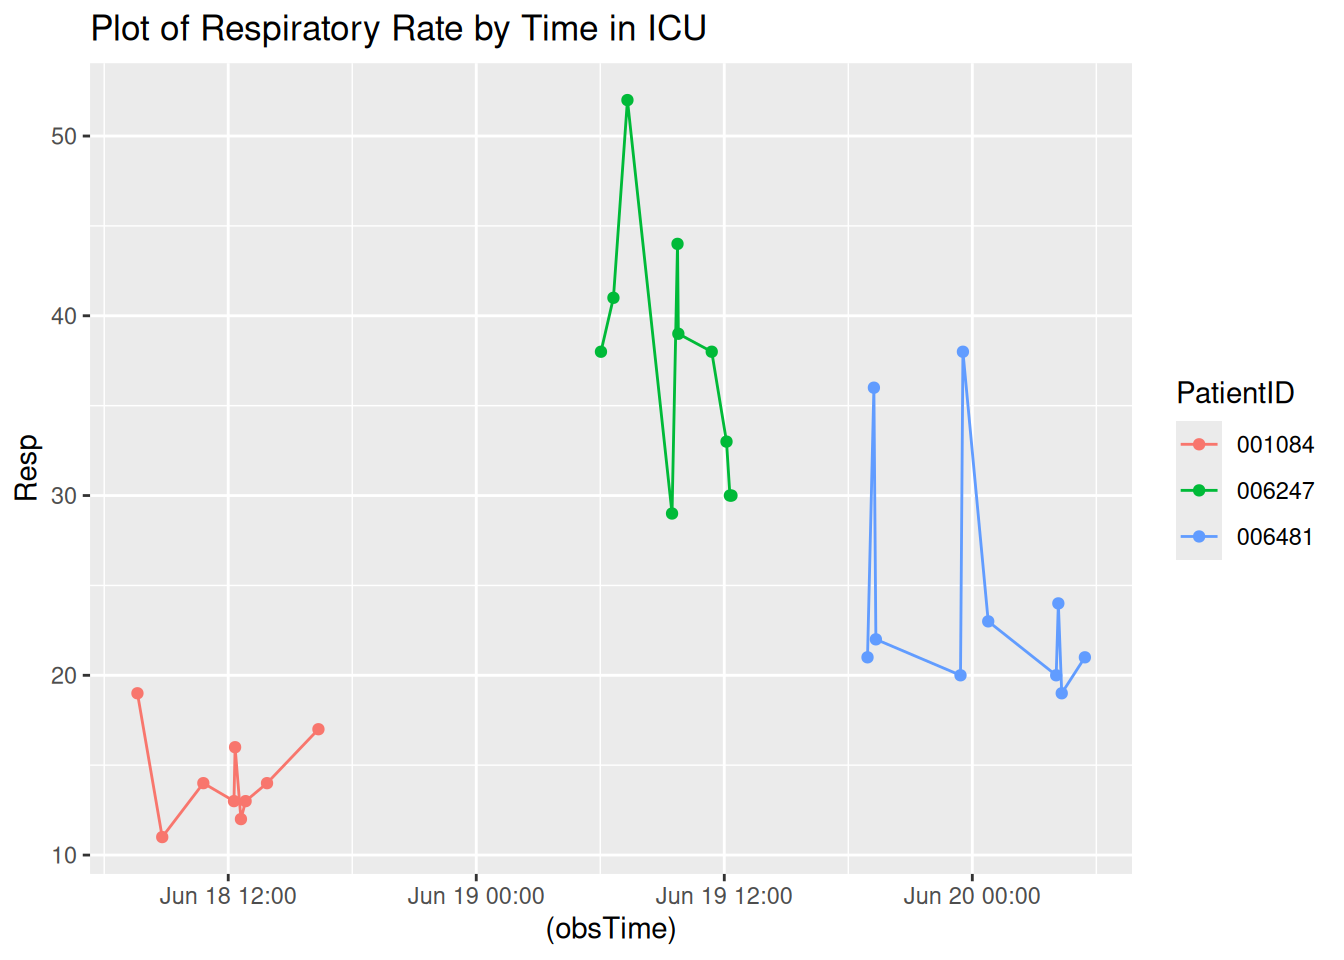 Plot of Respiratory Rate by Time in ICU
50
40
30
20
10
Resp
Jun 18 12:00
Jun 19 00:00
Jun 19 12:00
Jun 20 00:00
(obsTime)
PatientID
001084
006247
006481